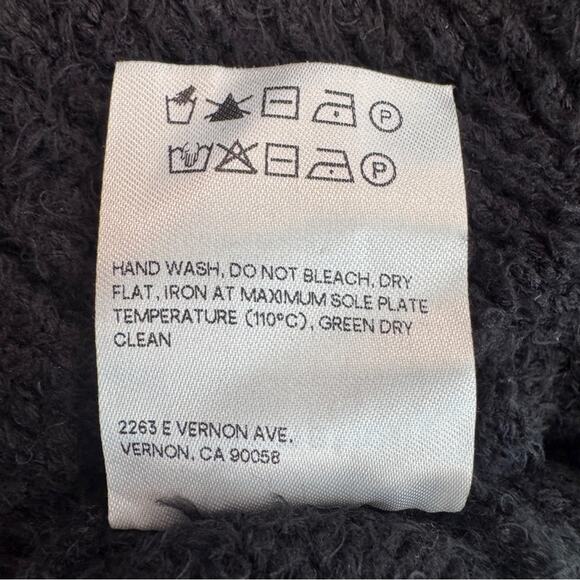 P
P
HAND WASH, DO NOT BLEACH, DRY
FLAT, IRON AT MAXIMUM SOLE PLATE
TEMPERATURE (110°C), GREEN DRY
CLEAN
2263 E VERNON AVE,
VERNON, CA 90058